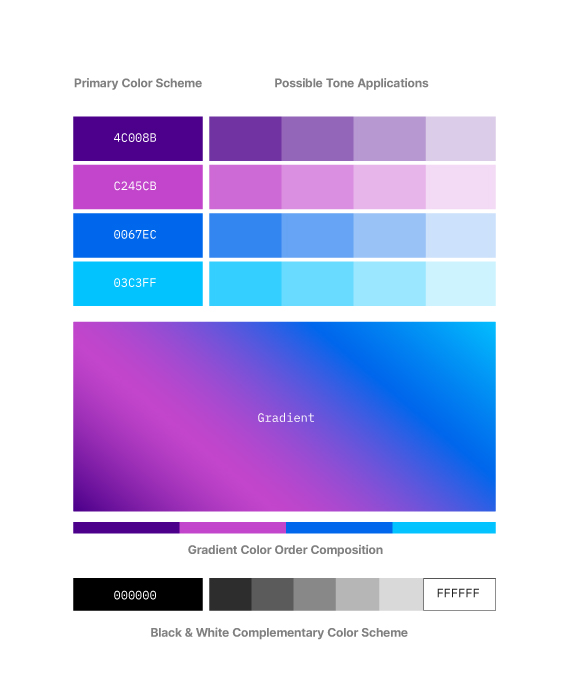 Primary Color Scheme
Possible Tone Applications
4C008B
C245CB
0067EC
03C3FF
Gradient
Gradient Color Order Composition
000000
FFFFFF
Black & White Complementary Color Scheme